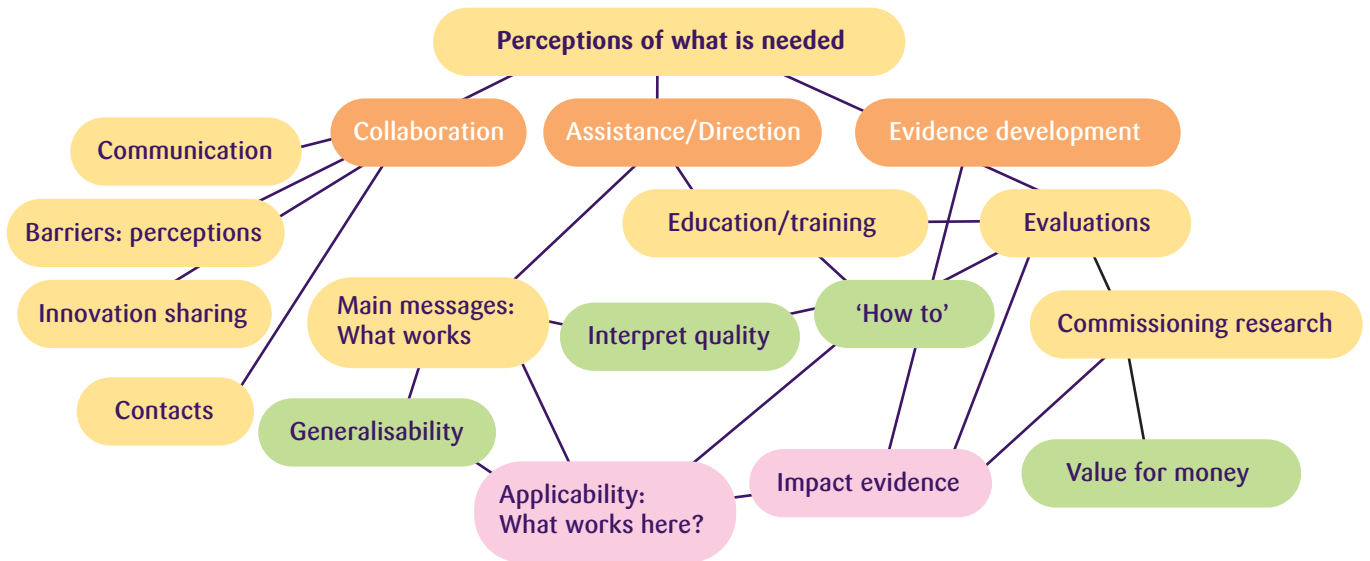 Perceptions of what is needed
Collaboration
Assistance/Direction
Evidence development
Communication
Education/training
Evaluations
Barriers: perceptions
Innovation sharing
Main messages:
What works
Interpret quality
‘How to’
Commissioning research
Contacts
Generalisability
Applicability:
What works here?
Impact evidence
Value for money